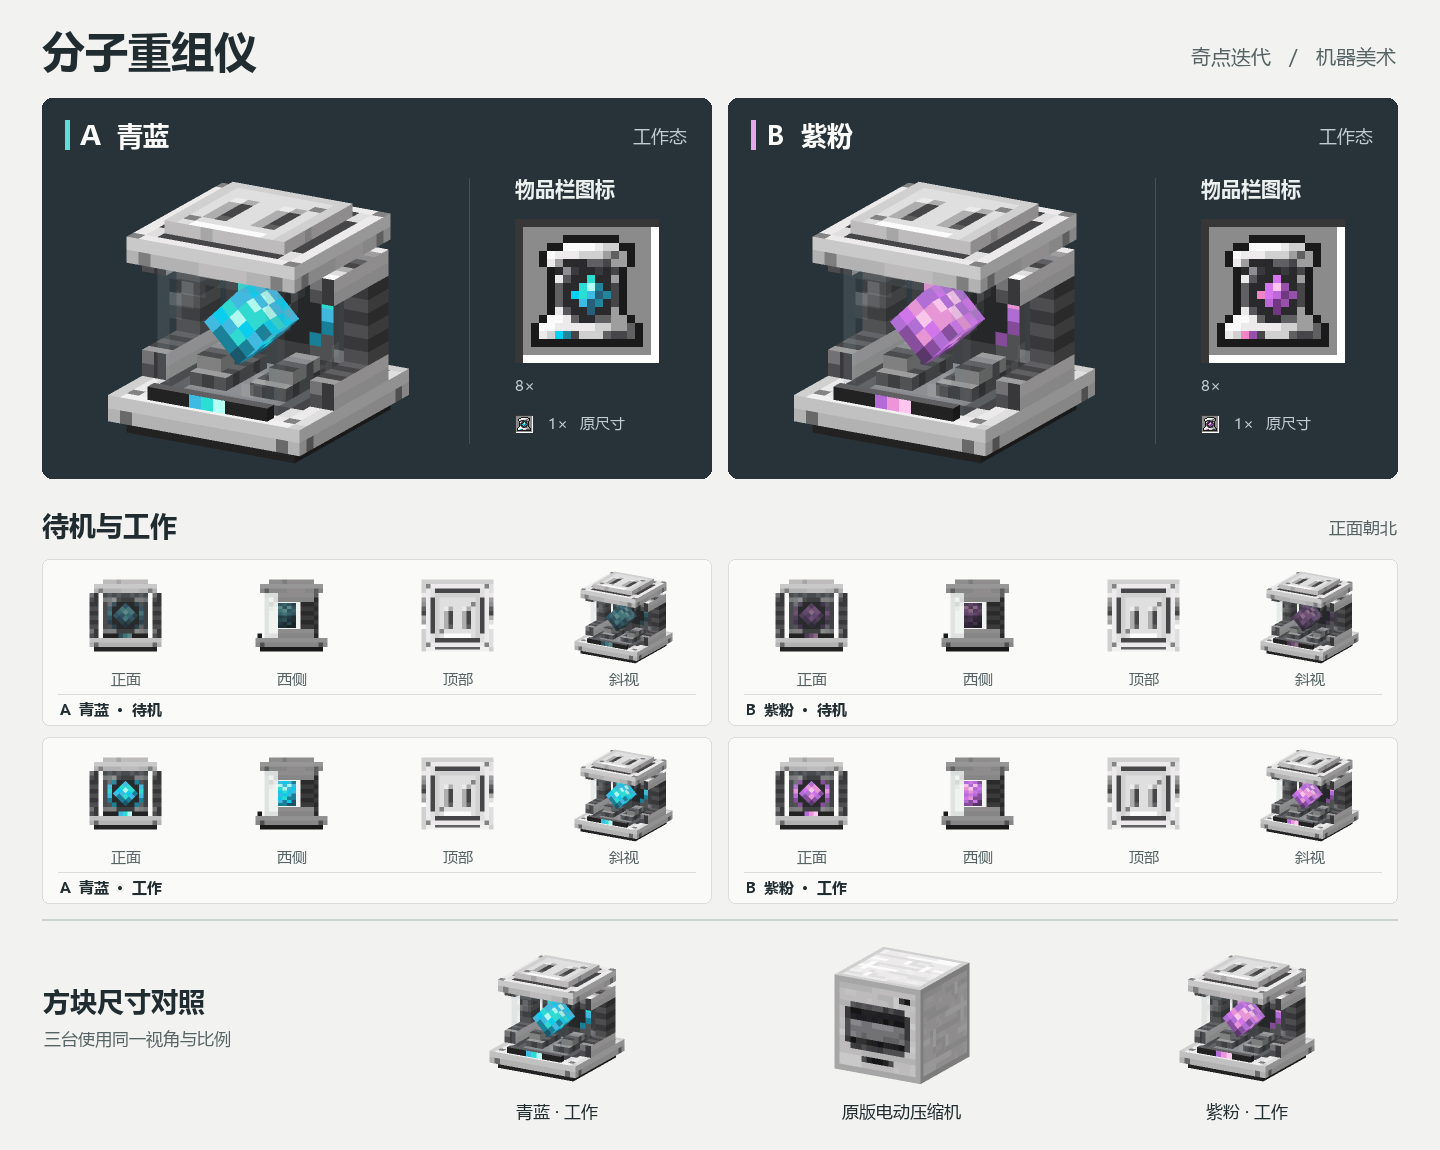 分子重组仪
奇点迭代 / 机器美术
A 青蓝
工作态
物品栏图标
8×
1× 原尺寸
B 紫粉
工作态
物品栏图标
8×
1× 原尺寸
待机与工作
正面朝北
正面 西侧 顶部 斜视
A 青蓝 · 待机
正面 西侧 顶部 斜视
B 紫粉 · 待机
正面 西侧 顶部 斜视
A 青蓝 · 工作
正面 西侧 顶部 斜视
B 紫粉 · 工作
方块尺寸对照
三台使用同一视角与比例
青蓝 · 工作
原版电动压缩机
紫粉 · 工作